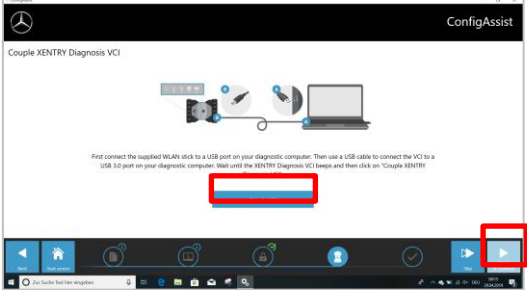 ConfigAssist
Couple XENTRY Diagnosis VCI
First connect the supplied WLAN stick to a USB port on your diagnostic computer. Then use a USB cable to connect the VCI to a
USB 3.0 port on your diagnostic computer. Wait until the XENTRY Diagnosis VCI beeps and then click on "Couple XENTRY
Back
Start screen
Skip
Zur Suche Text hier eingeben
DEU